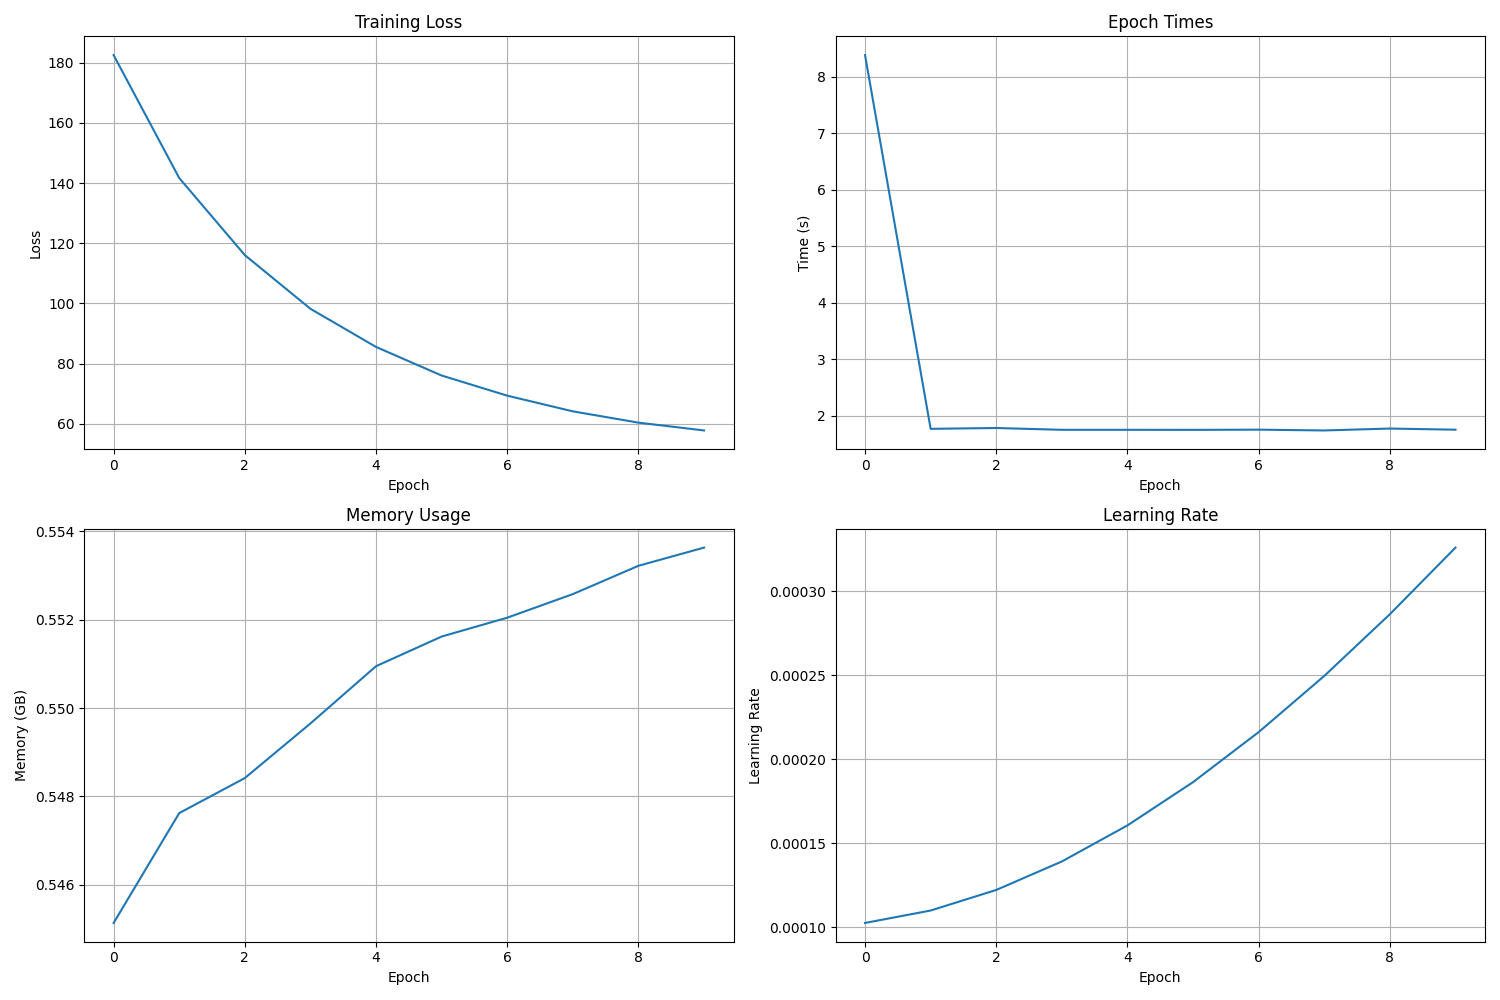 Training Loss
180
160
140
120
100
80
60
Loss
0 2 4 6 8
Epoch
Epoch Times
8
7
6
5
4
3
2
Time (s)
0 2 4 6 8
Epoch
Memory Usage
0.554
0.552
0.550
0.548
0.546
Memory (GB)
0 2 4 6 8
Epoch
Learning Rate
0.00030
0.00025
0.00020
0.00015
0.00010
Learning Rate
0 2 4 6 8
Epoch